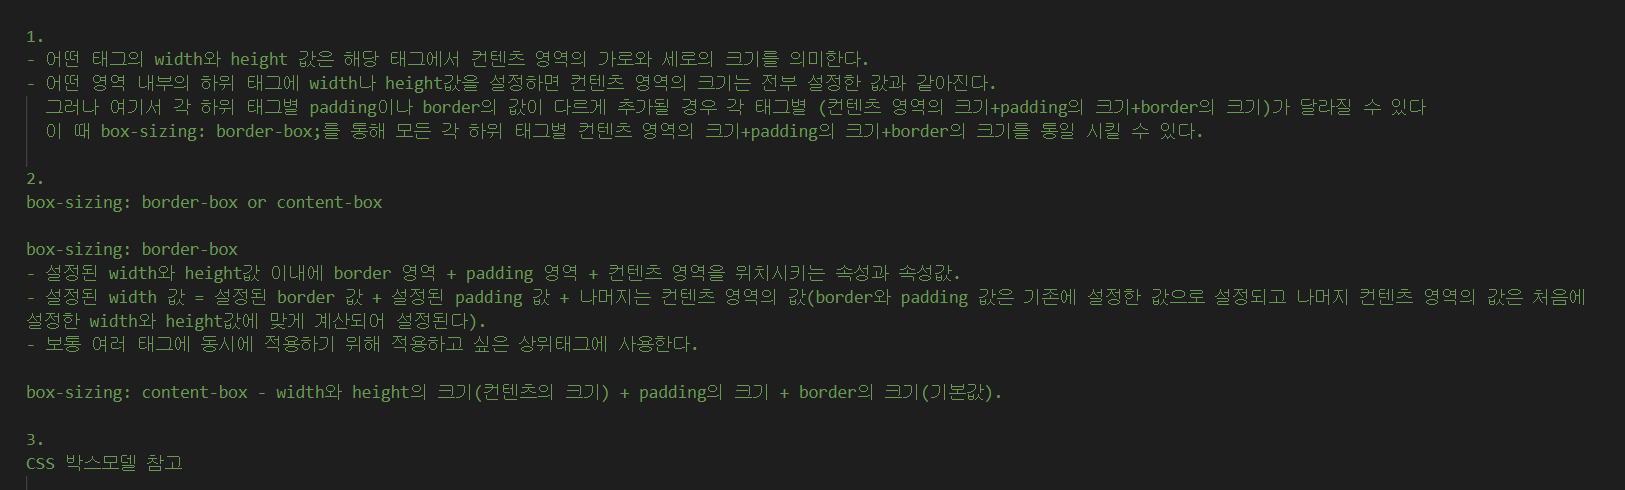 1.
- 어떤 태그의 width와 height 값은 해당 태그에서 컨텐츠 영역의 가로와 세로의 크기를 의미한다.
- 어떤 영역 내부의 하위 태그에 width나 height값을 설정하면 컨텐츠 영역의 크기는 전부 설정한 값과 같아진다.
그러나 여기서 각 하위 태그별 padding이나 border의 값이 다르게 추가될 경우 각 태그별 (컨텐츠 영역의 크기+padding의 크기+border의 크기)가 달라질 수 있다
이 때 box-sizing: border-box;를 통해 모든 각 하위 태그별 컨텐츠 영역의 크기+padding의 크기+border의 크기를 통일 시킬 수 있다.
2.
box-sizing: border-box or content-box
box-sizing: border-box
- 설정된 width와 height값 이내에 border 영역 + padding 영역 + 컨텐츠 영역을 위치시키는 속성과 속성값.
- 설정된 width 값 = 설정된 border 값 + 설정된 padding 값 + 나머지는 컨텐츠 영역의 값(border와 padding 값은 기존에 설정한 값으로 설정되고 나머지 컨텐츠 영역의 값은 처음에
설정한 width와 height값에 맞게 계산되어 설정된다).
- 보통 여러 태그에 동시에 적용하기 위해 적용하고 싶은 상위태그에 사용한다.
box-sizing: content-box - width와 height의 크기(컨텐츠의 크기) + padding의 크기 + border의 크기(기본값).
3.
CSS 박스모델 참고